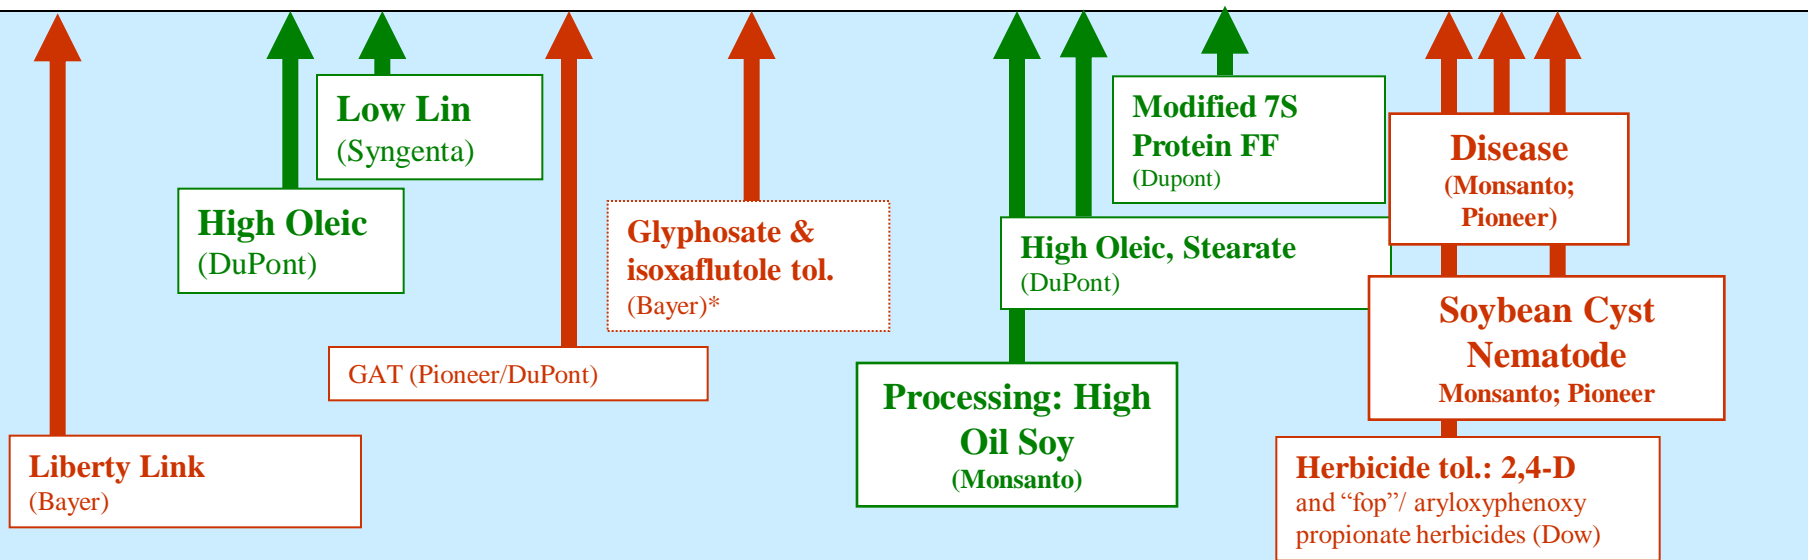 Low Lin
(Syngenta)
High Oleic
(DuPont)
Glyphosate &
isoxaflutole tol.
(Bayer)*
GAT (Pioneer/DuPont)
Liberty Link
(Bayer)
Modified 7S
Protein FF
(Dupont)
High Oleic, Stearate
(DuPont)
Processing: High
Oil Soy
(Monsanto)
Disease
(Monsanto;
Pioneer)
Soybean Cyst
Nematode
Monsanto; Pioneer
Herbicide tol.: 2,4-D
and “fop”/ aryloxyphenoxy
propionate herbicides (Dow)